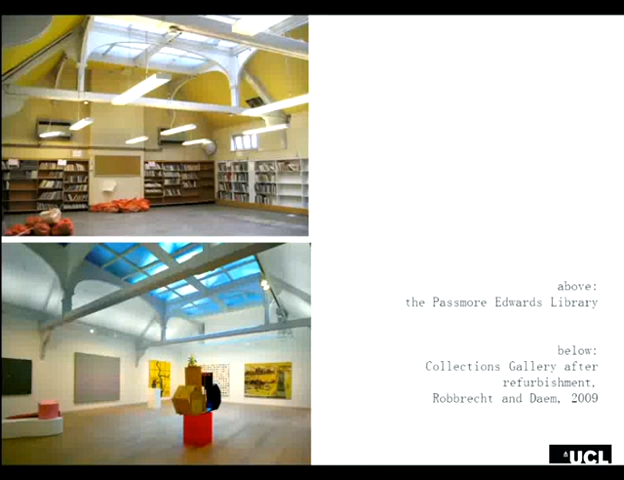 above:
the Passmore Edwards Library
below:
Collections Gallery after
refurbishment,
Robbrecht and Daem, 2009
UCL